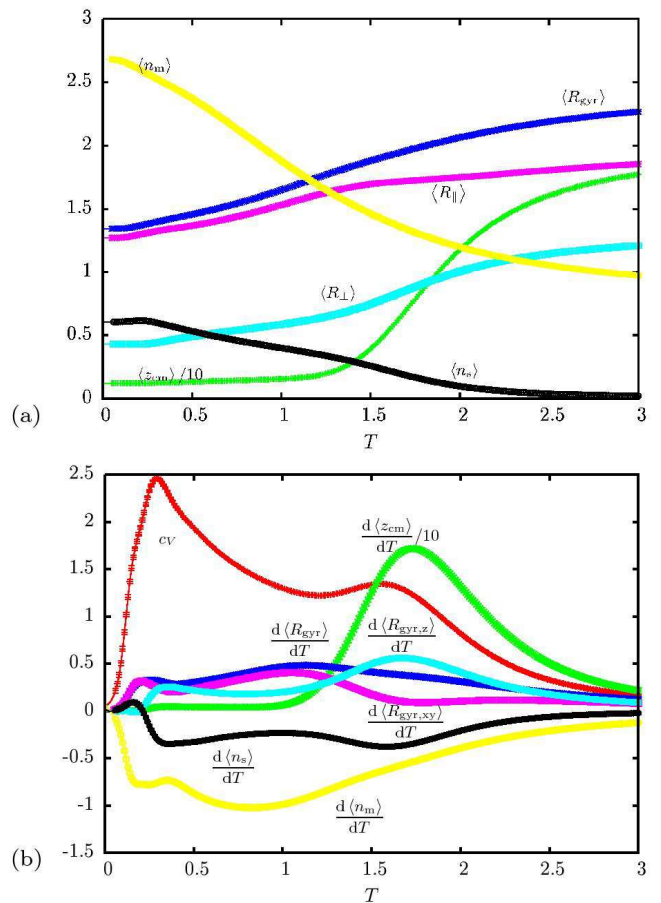 3
⟨n_m⟩
⟨R_gyr⟩
2.5
2
⟨R_∥⟩
1.5
1
⟨R_⊥⟩
0.5
⟨z_cm⟩/10
⟨n_s⟩
0
0 0.5 1 1.5 2 2.5 3
(a)
T
2.5
c_V
d⟨z_cm⟩/dT /10
2
1.5
1
d⟨R_gyr⟩/dT
d⟨R_gyr,z⟩/dT
0.5
0
d⟨R_gyr,xy⟩/dT
-0.5
d⟨n_s⟩/dT
-1
d⟨n_m⟩/dT
-1.5
0 0.5 1 1.5 2 2.5 3
(b)
T